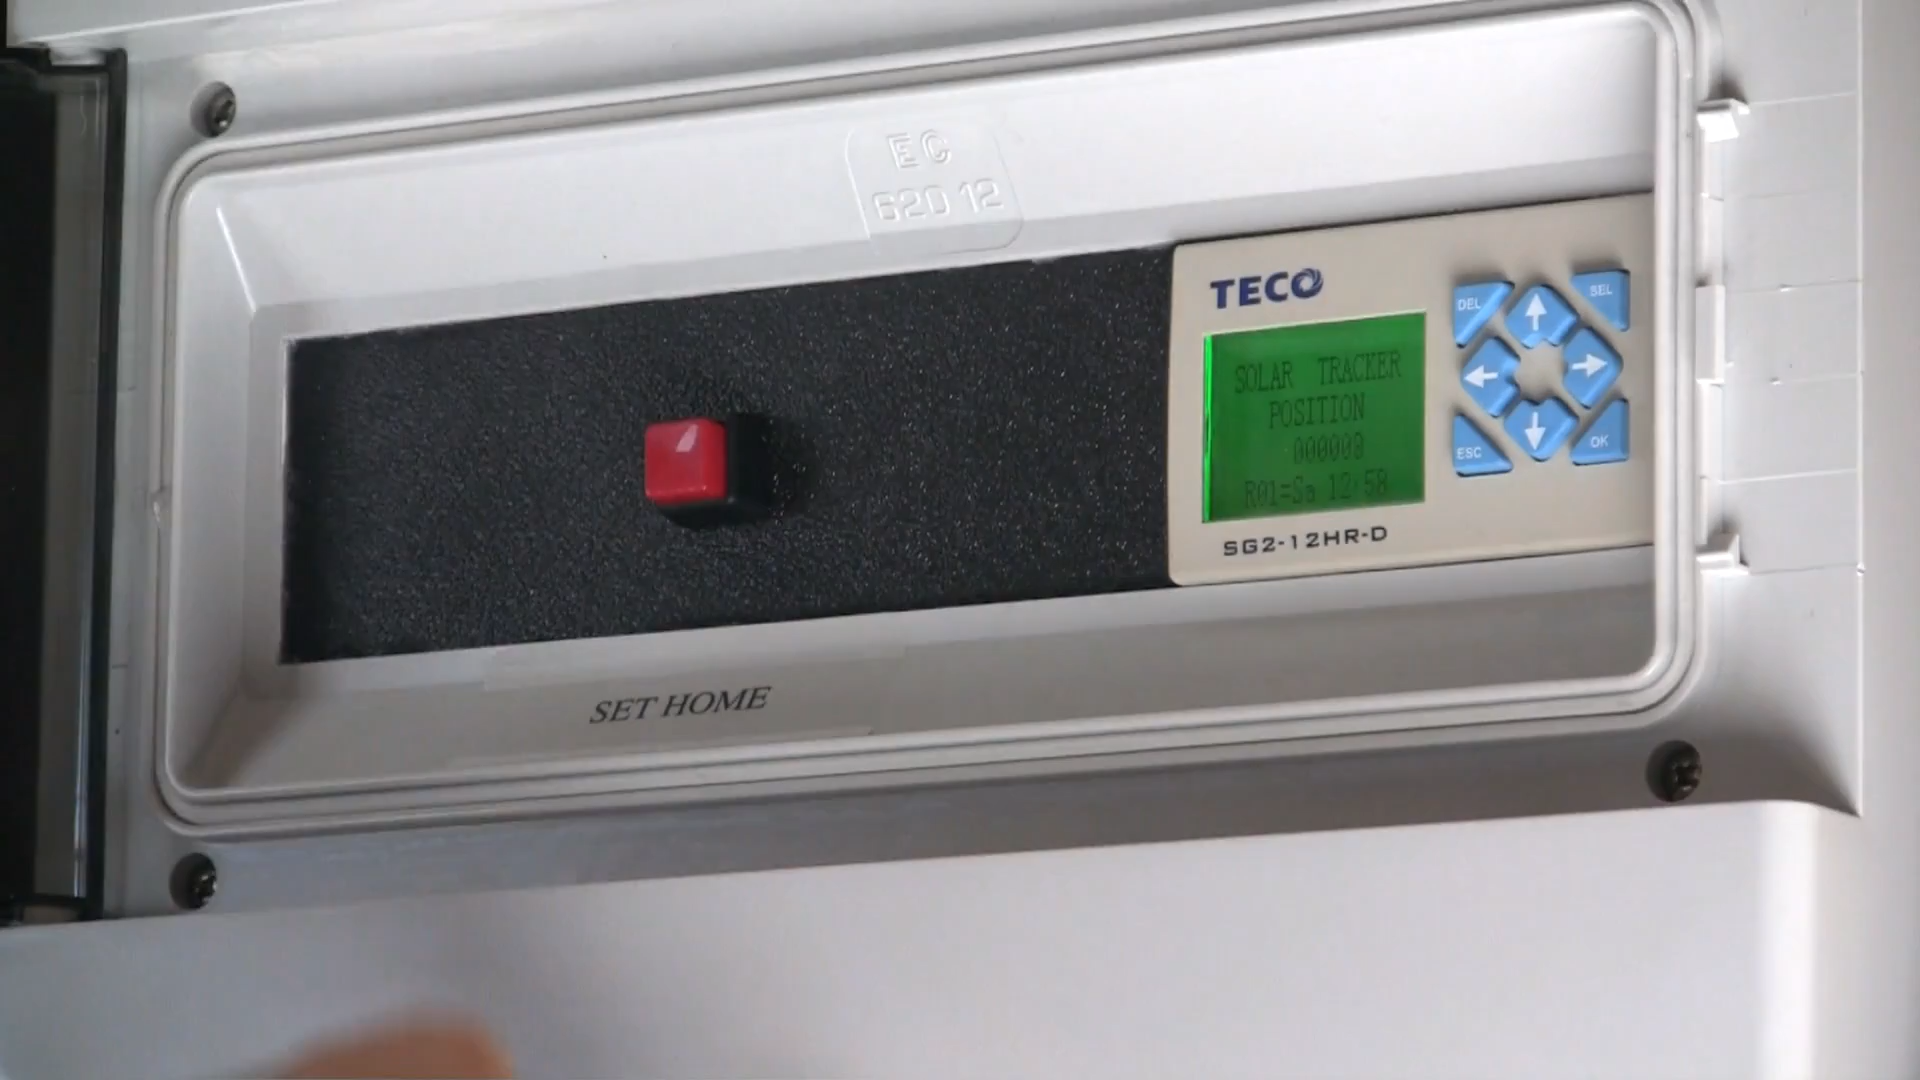 EC
620 12
TECO
DEL
SEL
SOLAR TRACKER
POSITION
R01=Sa 12:58
ESC
OK
SG2-12HR-D
SET HOME